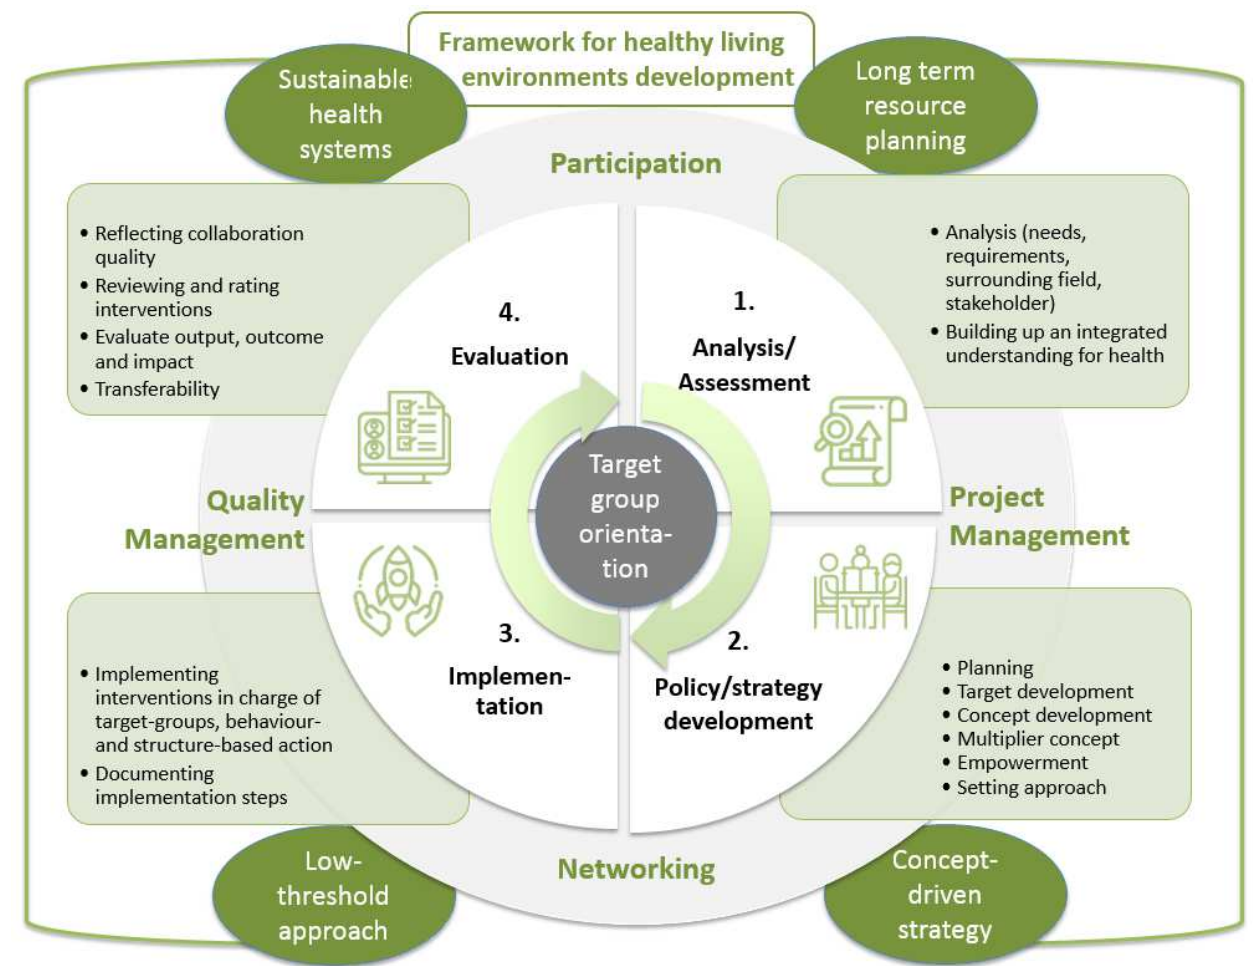 Framework for healthy living
environments development
Sustainable
health
systems
Long term
resource
planning
Participation
• Reflecting collaboration
quality
• Reviewing and rating
interventions
• Evaluate output, outcome
and impact
• Transferability
4.
Evaluation
1.
Analysis/
Assessment
• Analysis (needs,
requirements,
surrounding field,
stakeholder)
• Building up an integrated
understanding for health
Quality
Management
Target
group
orienta-
tion
Project
Management
• Implementing
interventions in charge of
target-groups, behaviour-
and structure-based action
• Documenting
implementation steps
3.
Implemen-
tation
2.
Policy/strategy
development
• Planning
• Target development
• Concept development
• Multiplier concept
• Empowerment
• Setting approach
Low-
threshold
approach
Networking
Concept-
driven
strategy